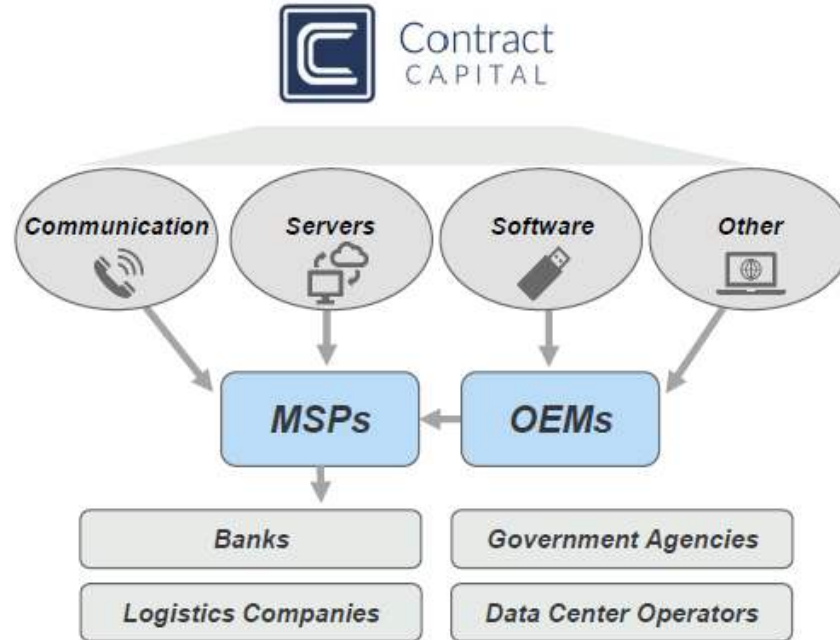 Contract
CAPITAL
Communication
Servers
Software
Other
MSPs
OEMs
Banks
Government Agencies
Logistics Companies
Data Center Operators